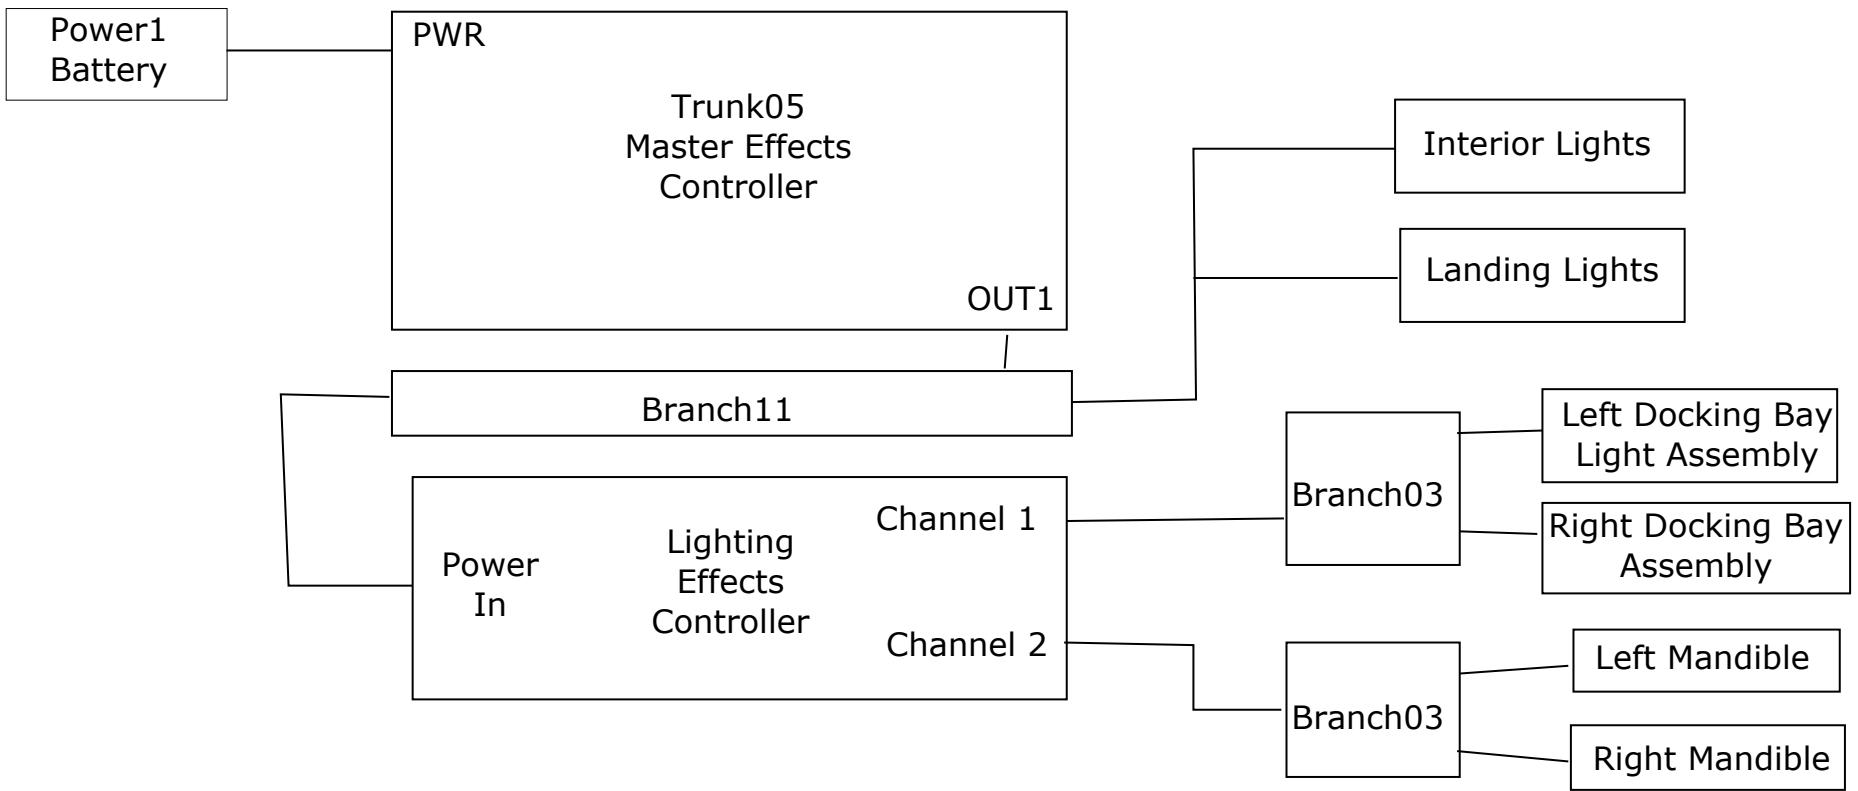 Power1
Battery
PWR
Trunk05
Master Effects
Controller
OUT1
Interior Lights
Landing Lights
Branch11
Left Docking Bay
Light Assembly
Branch03
Right Docking Bay
Assembly
Channel 1
Lighting
Effects
Controller
Power
In
Channel 2
Left Mandible
Branch03
Right Mandible